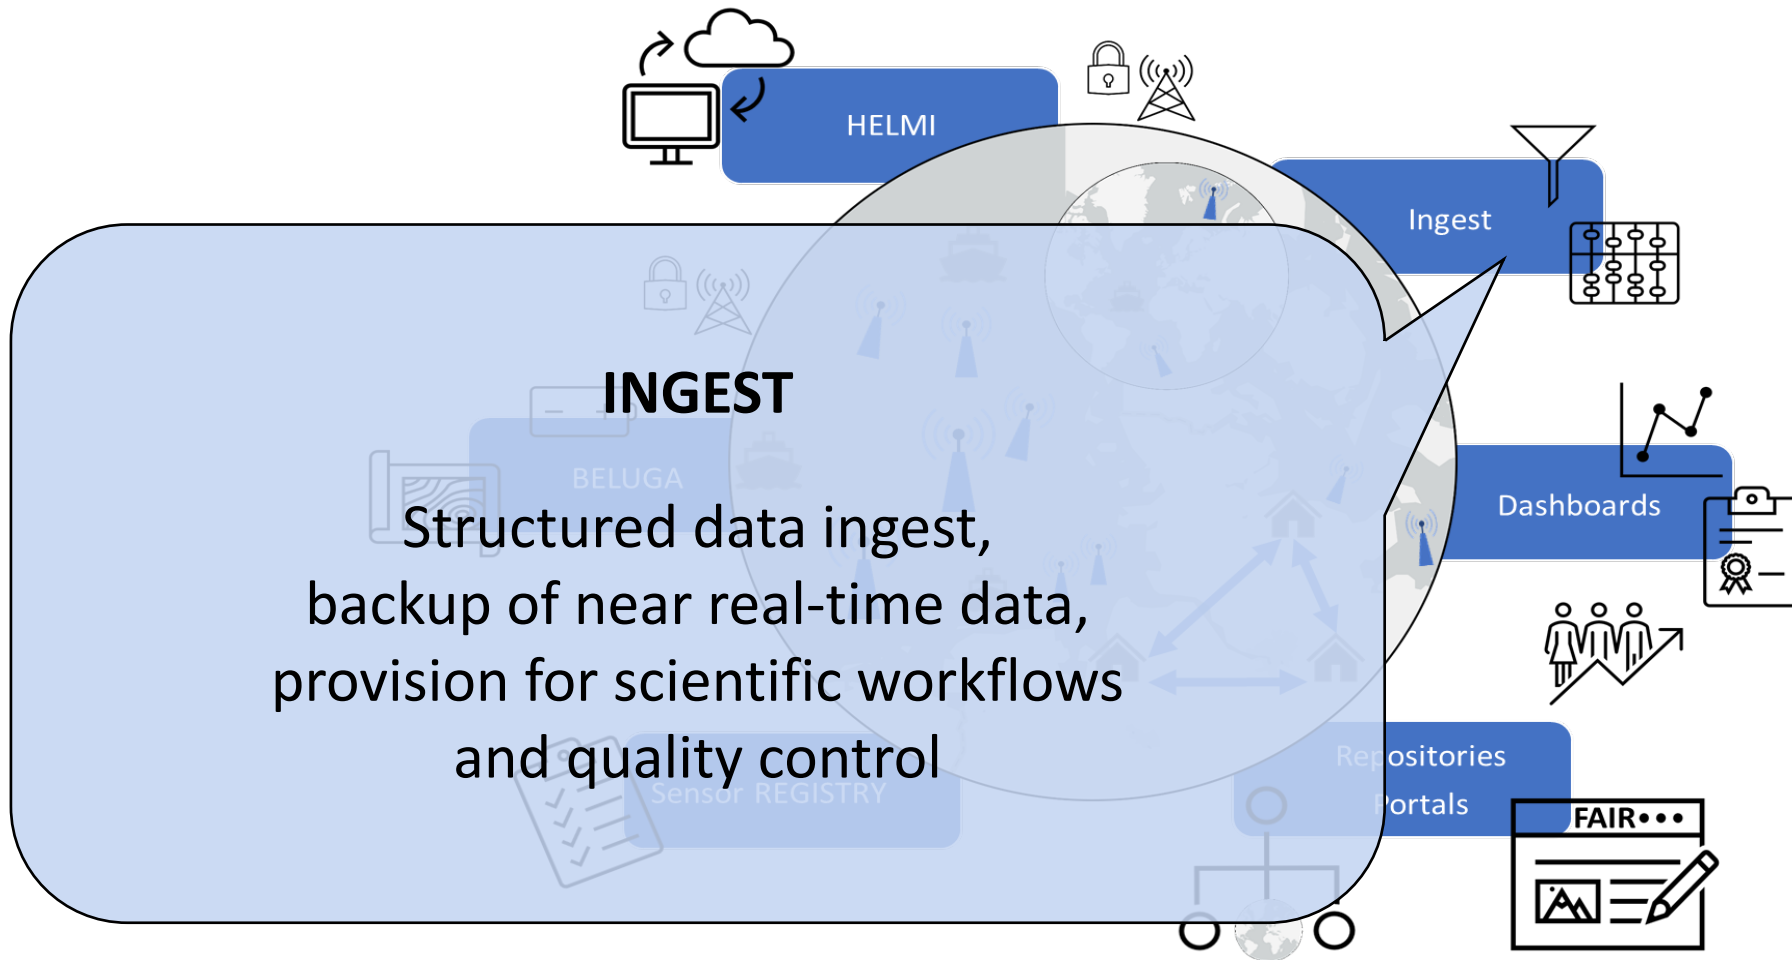 HELMI
Ingest
INGEST
BELUGA
Structured data ingest,
backup of near real-time data,
provision for scientific workflows
and quality control
Dashboards
Sensor REGISTRY
Repositories
Portals
FAIR